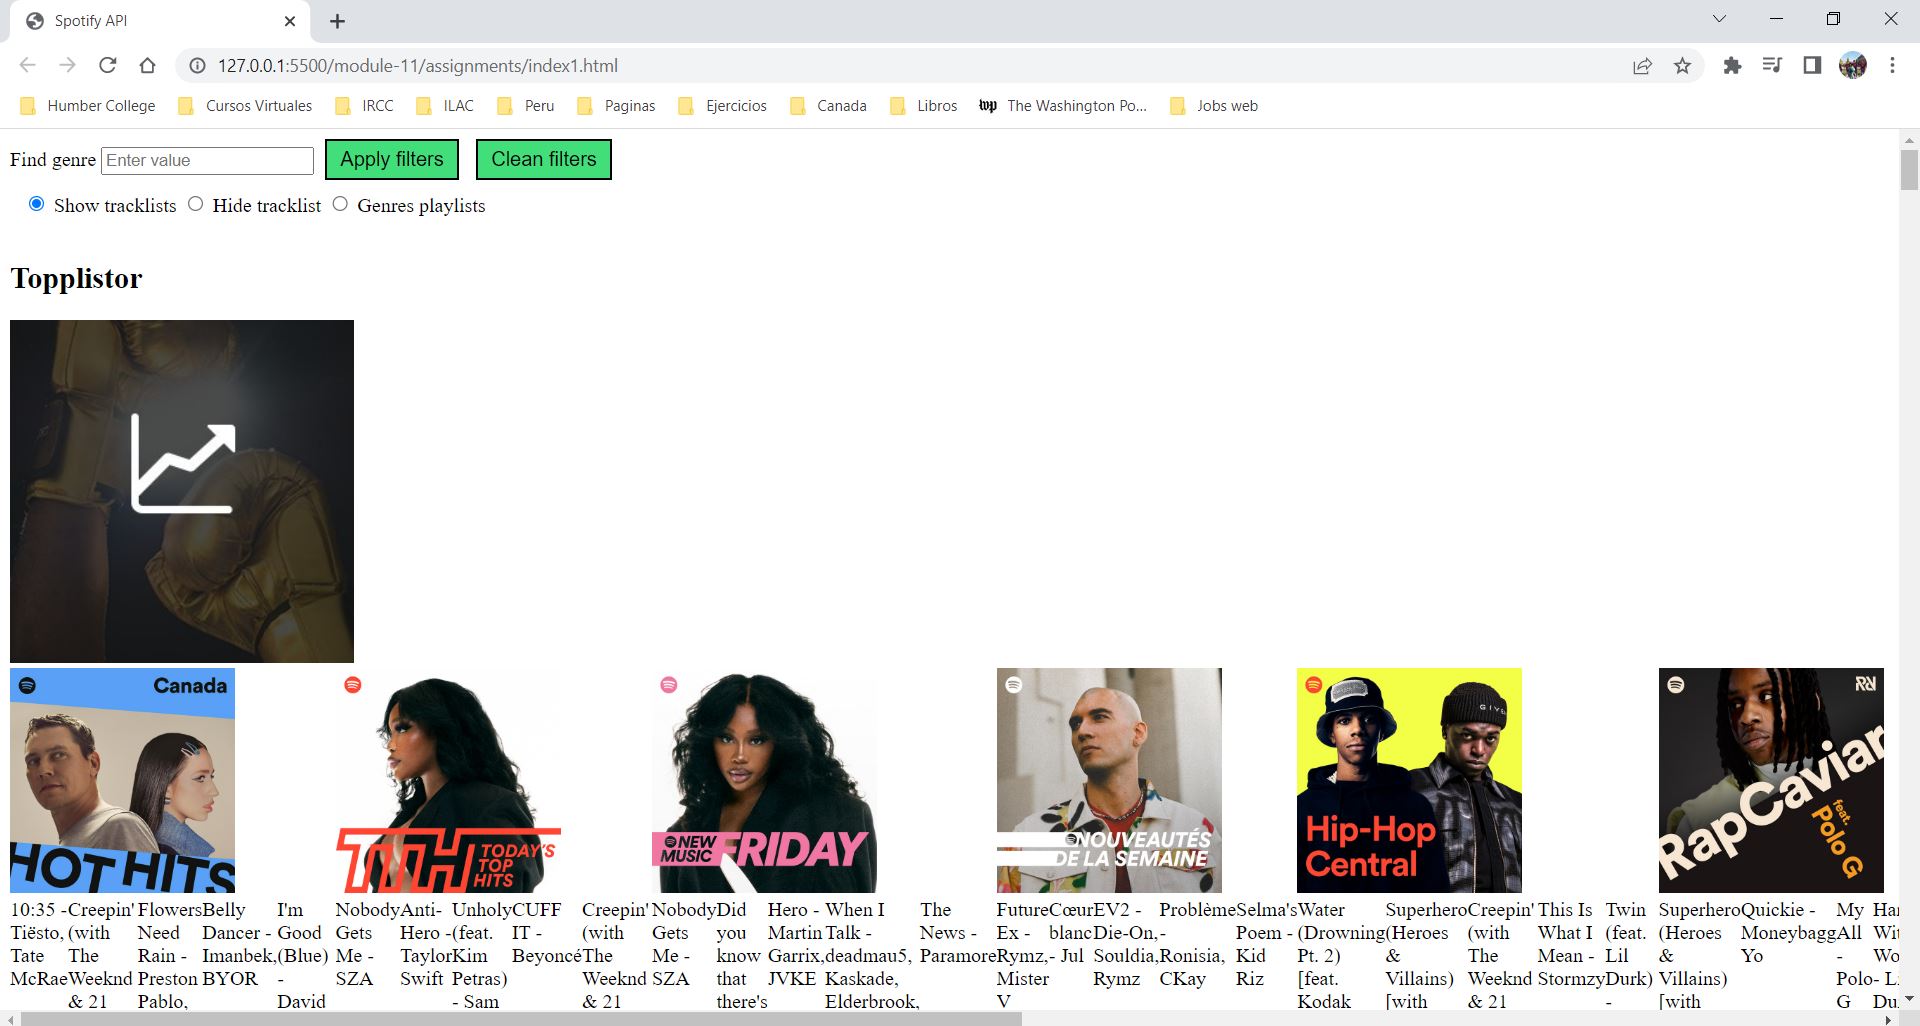 Spotify API
127.0.0.1:5500/module-11/assignments/index1.html
Humber College Cursos Virtuales IRCC ILAC Peru Paginas Ejercicios Canada Libros wp The Washington Po... Jobs web
Find genre Enter value Apply filters Clean filters
Show tracklists Hide tracklist Genres playlists
Topplistor
Canada
HOT HITS
TTH TODAY'S
TOP
HITS
NEW
MUSIC FRIDAY
NOUVEAUTÉS
DE LA SEMAINE
GIVE
Hip-Hop
Central
RapCaviar
feat.
Polo G
10:35 -
Tiësto,
Tate
McRae
Creepin'
(with
The
Weeknd
& 21
Flowers
Need
Rain -
Preston
Pablo,
Belly
Dancer -
Imanbek,
BYOR
I'm
Good
(Blue)
-
David
Nobody
Gets
Me -
SZA
Anti-
Hero -
Taylor
Swift
Unholy
(feat.
Kim
Petras)
- Sam
CUFF
IT -
Beyoncé
Creepin'
(with
The
Weeknd
& 21
Nobody
Gets
Me -
SZA
Did
you
know
that
there's
Hero -
Martin
Garrix,
JVKE
When I
Talk -
deadmau5,
Kaskade,
Elderbrook,
The
News -
Paramore
Future
Ex -
Rymz,
Mister
V
Cœur
blanc
- Jul
EV2 -
Die-On,
Souldia,
Rymz
Problème
-
Ronisia,
CKay
Selma's
Poem -
Kid
Riz
Water
(Drowning
Pt. 2)
[feat.
Kodak
Superhero
(Heroes
&
Villains)
[with
Creepin'
(with
The
Weeknd
& 21
This Is
What I
Mean -
Stormzy
Twin
(feat.
Lil
Durk)
-
Superhero
(Heroes
&
Villains)
[with
Quickie -
Moneybagg
Yo
My
All
-
Polo
G
Har
Wit
Wo
- Li
Du